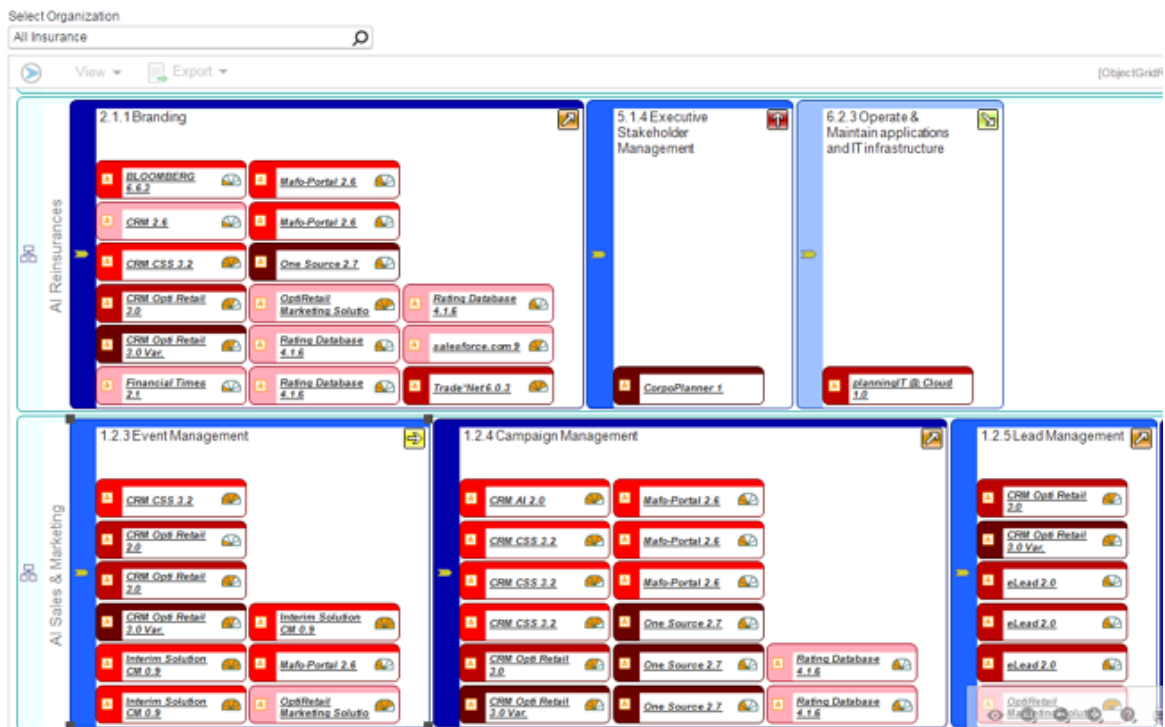 Select Organization
All Insurance
View
Export
[ObjectGridR
AI Reinsurances
2.1.1 Branding
BLOOMBERG
6.6.2
Mafo-Portal 2.6
CRM 2.6
Mafo-Portal 2.6
CRM CSS 3.2
One Source 2.7
CRM Opti Retail
3.0
OptiRetail
Marketing Solutio
Rating Database
4.1.6
CRM Opti Retail
3.0 Var.
Rating Database
4.1.6
salesforce.com 9
Financial Times
2.1
Rating Database
4.1.6
Trade*Net 6.0.3
5.1.4 Executive
Stakeholder
Management
CorpoPlanner 1
6.2.3 Operate &
Maintain applications
and IT infrastructure
planningIT @ Cloud
1.0
AI Sales & Marketing
1.2.3 Event Management
CRM CSS 3.2
CRM Opti Retail
2.0
CRM Opti Retail
3.0
CRM Opti Retail
3.0 Var.
Interim Solution
CM 0.9
Interim Solution
CM 0.9
Mafo-Portal 2.6
Interim Solution
CM 0.9
OptiRetail
Marketing Solutio
1.2.4 Campaign Management
CRM AI 2.0
Mafo-Portal 2.6
CRM CSS 3.2
Mafo-Portal 2.6
CRM CSS 3.2
Mafo-Portal 2.6
CRM CSS 3.2
One Source 2.7
CRM Opti Retail
3.0
One Source 2.7
Rating Database
4.1.6
CRM Opti Retail
3.0 Var.
One Source 2.7
Rating Database
4.1.6
1.2.5 Lead Management
CRM Opti Retail
3.0
CRM Opti Retail
3.0 Var.
eLead 2.0
eLead 2.0
eLead 2.0
OptiRetail
Marketing Solutio